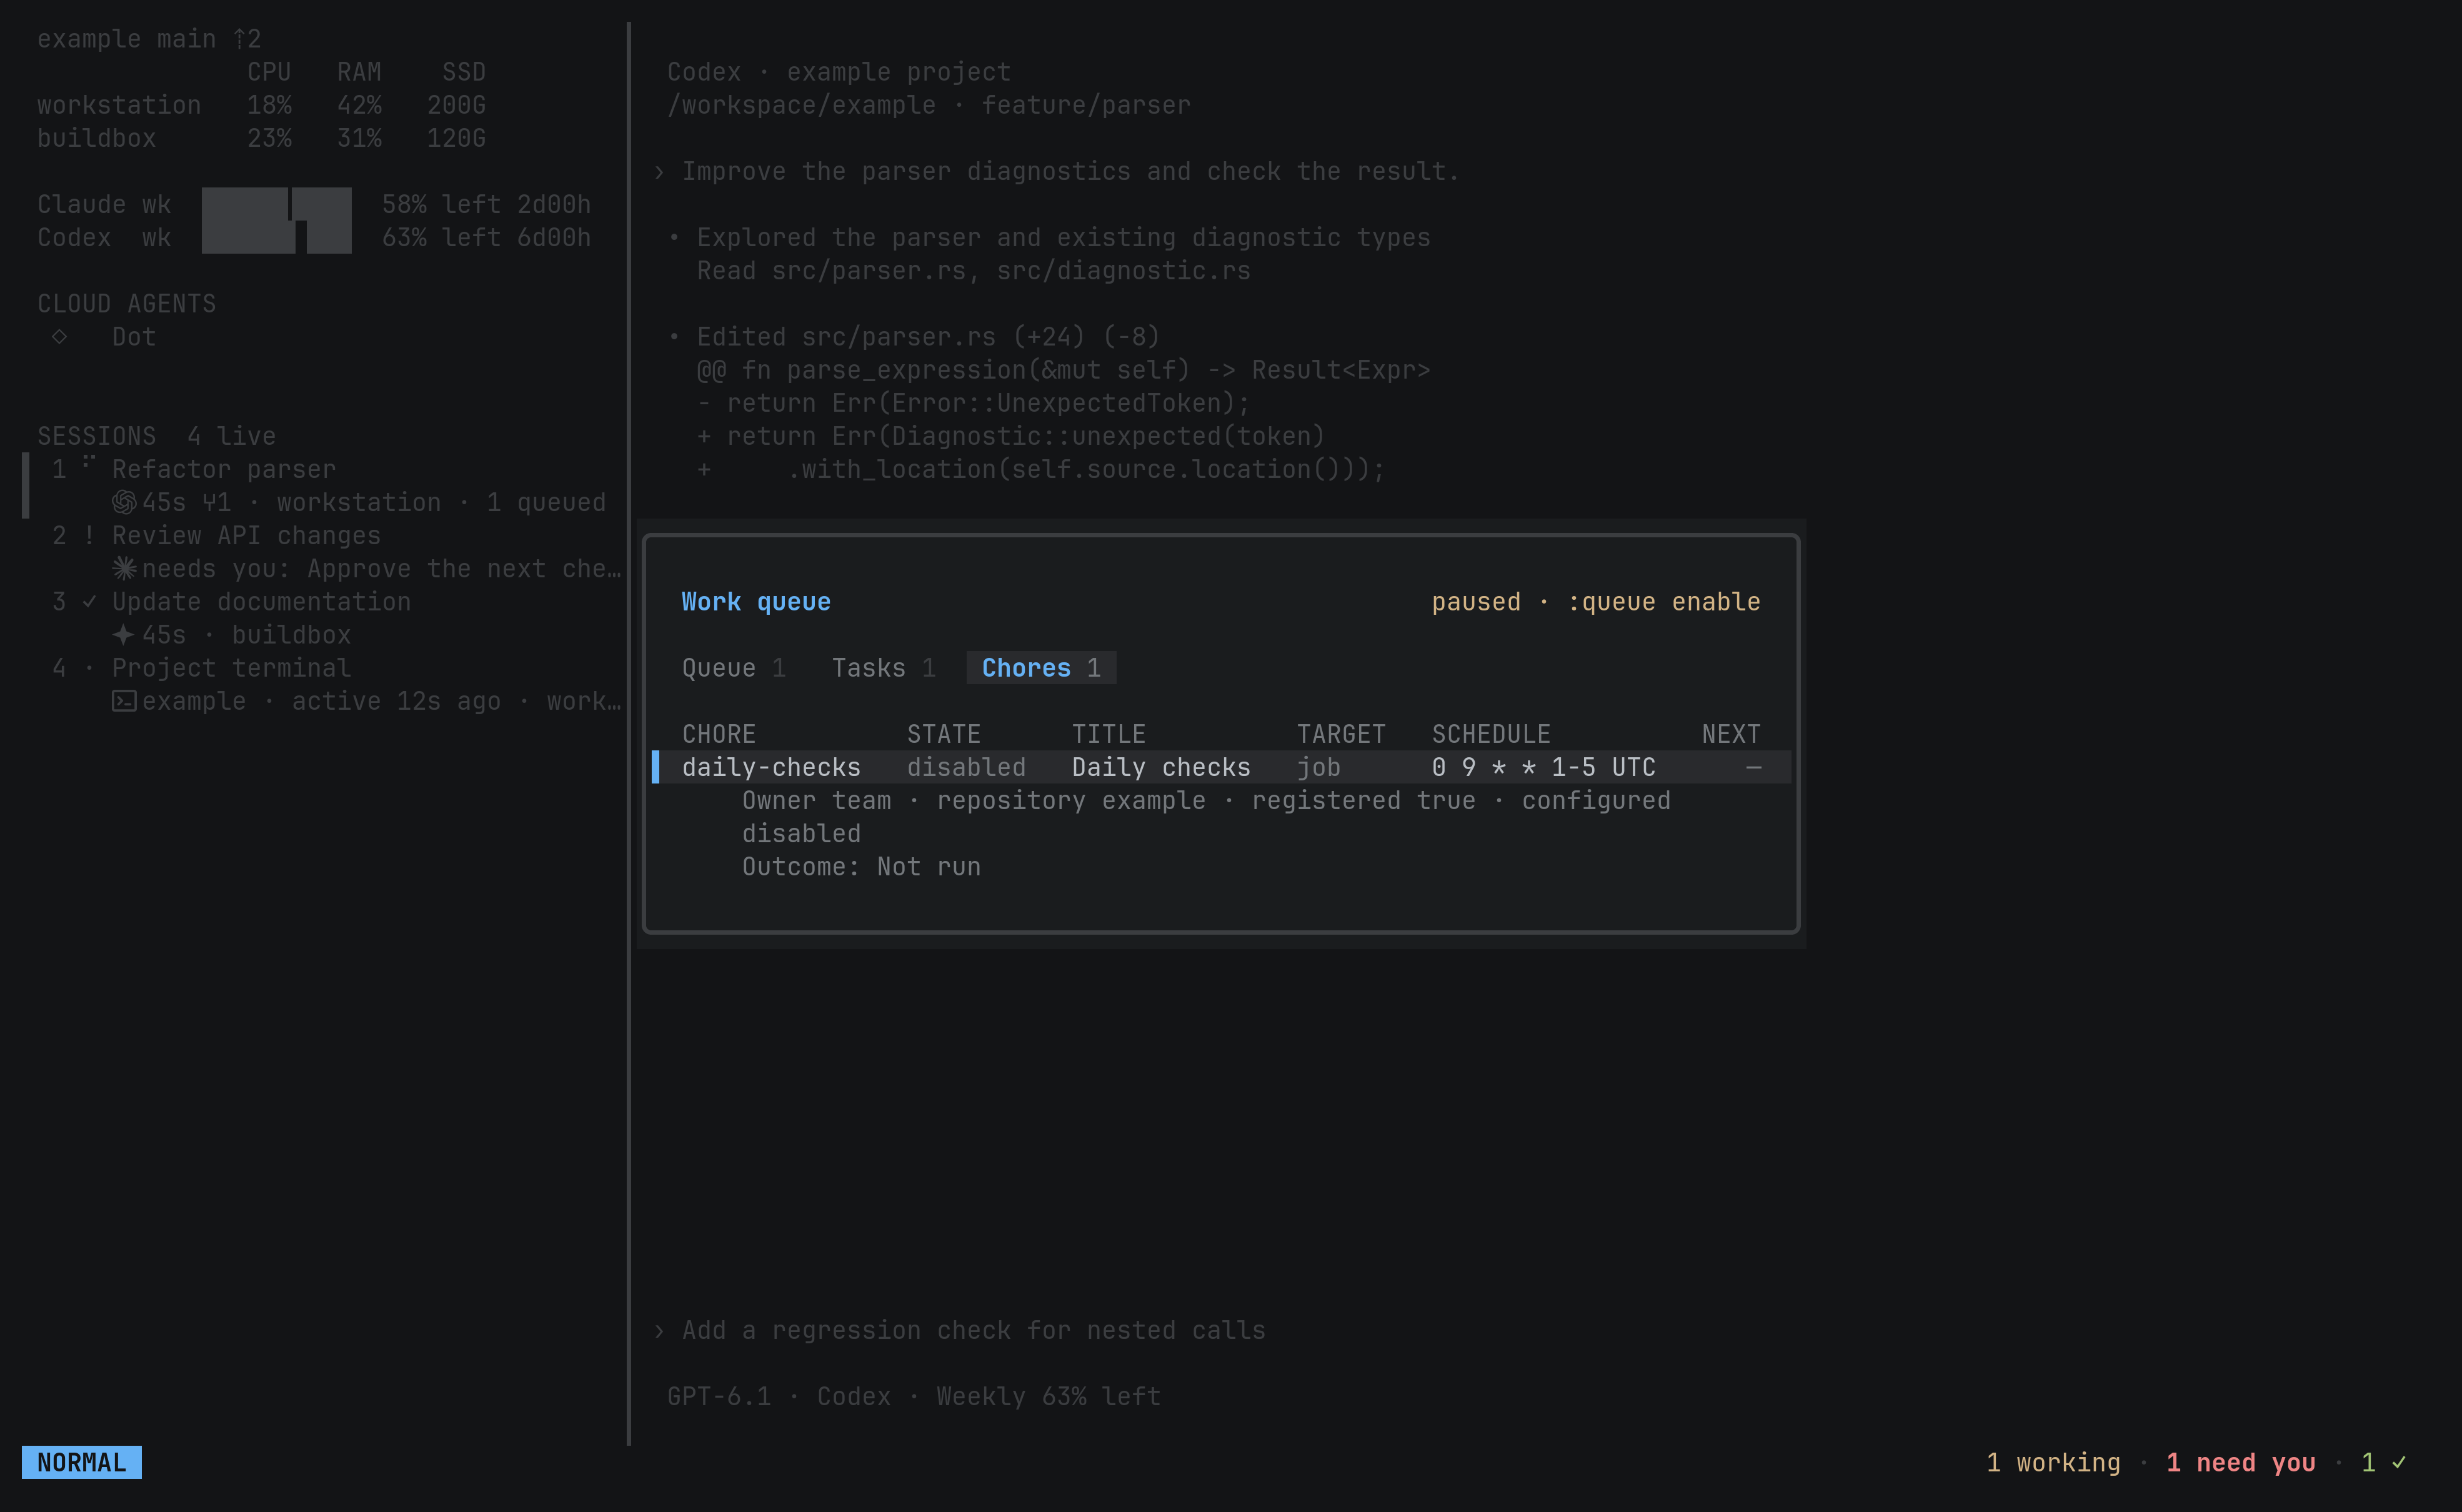 example main ⇡2
CPU RAM SSD
workstation 18% 42% 200G
buildbox 23% 31% 120G
Claude wk 58% left 2d00h
Codex wk 63% left 6d00h
CLOUD AGENTS
◇ Dot
SESSIONS 4 live
1 ⠋ Refactor parser
45s ⑂1 · workstation · 1 queued
2 ! Review API changes
needs you: Approve the next che…
3 ✓ Update documentation
45s · buildbox
4 · Project terminal
example · active 12s ago · work…
Codex · example project
/workspace/example · feature/parser
› Improve the parser diagnostics and check the result.
• Explored the parser and existing diagnostic types
Read src/parser.rs, src/diagnostic.rs
• Edited src/parser.rs (+24) (-8)
@@ fn parse_expression(&mut self) -> Result<Expr>
- return Err(Error::UnexpectedToken);
+ return Err(Diagnostic::unexpected(token)
+ .with_location(self.source.location()));
Work queue paused · :queue enable
Queue 1 Tasks 1 Chores 1
CHORE STATE TITLE TARGET SCHEDULE NEXT
daily-checks disabled Daily checks job 0 9 * * 1-5 UTC —
Owner team · repository example · registered true · configured
disabled
Outcome: Not run
› Add a regression check for nested calls
GPT-6.1 · Codex · Weekly 63% left
NORMAL 1 working · 1 need you · 1 ✓